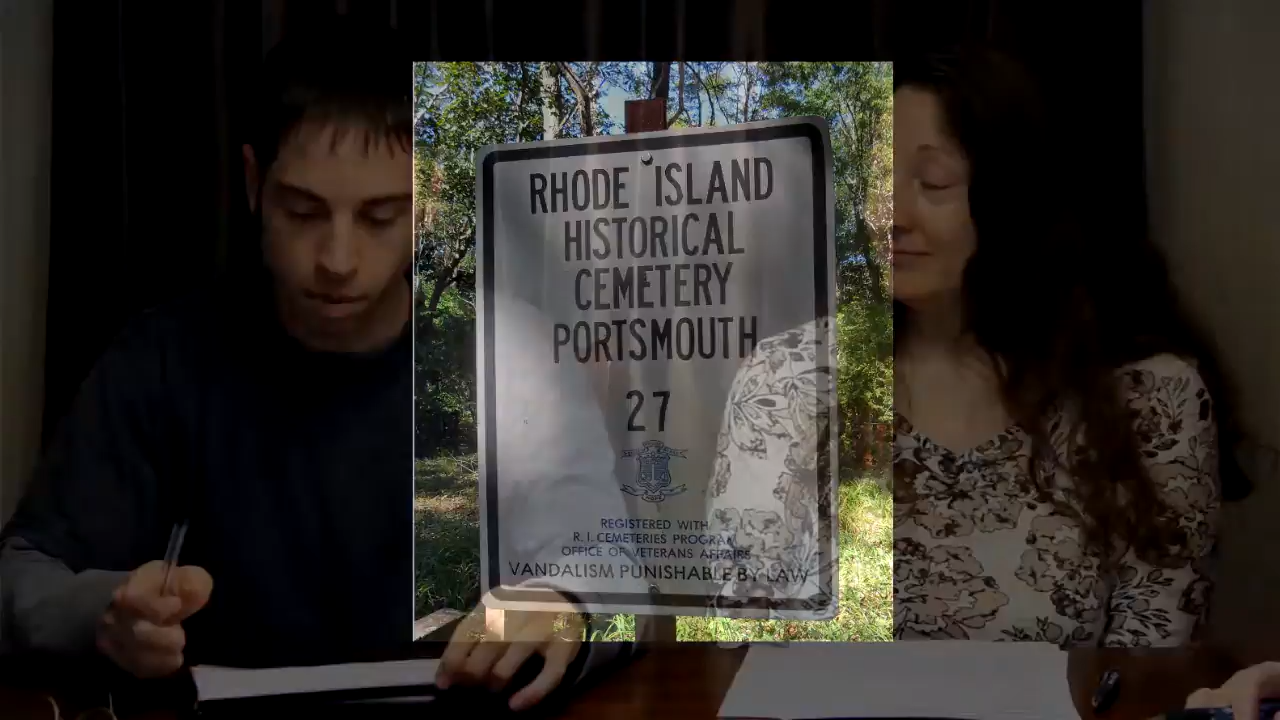 RHODE ISLAND
HISTORICAL
CEMETERY
PORTSMOUTH
27
REGISTERED WITH
R. I. CEMETERIES PROGRAM
OFFICE OF VETERANS AFFAIRS
VANDALISM PUNISHABLE BY LAW